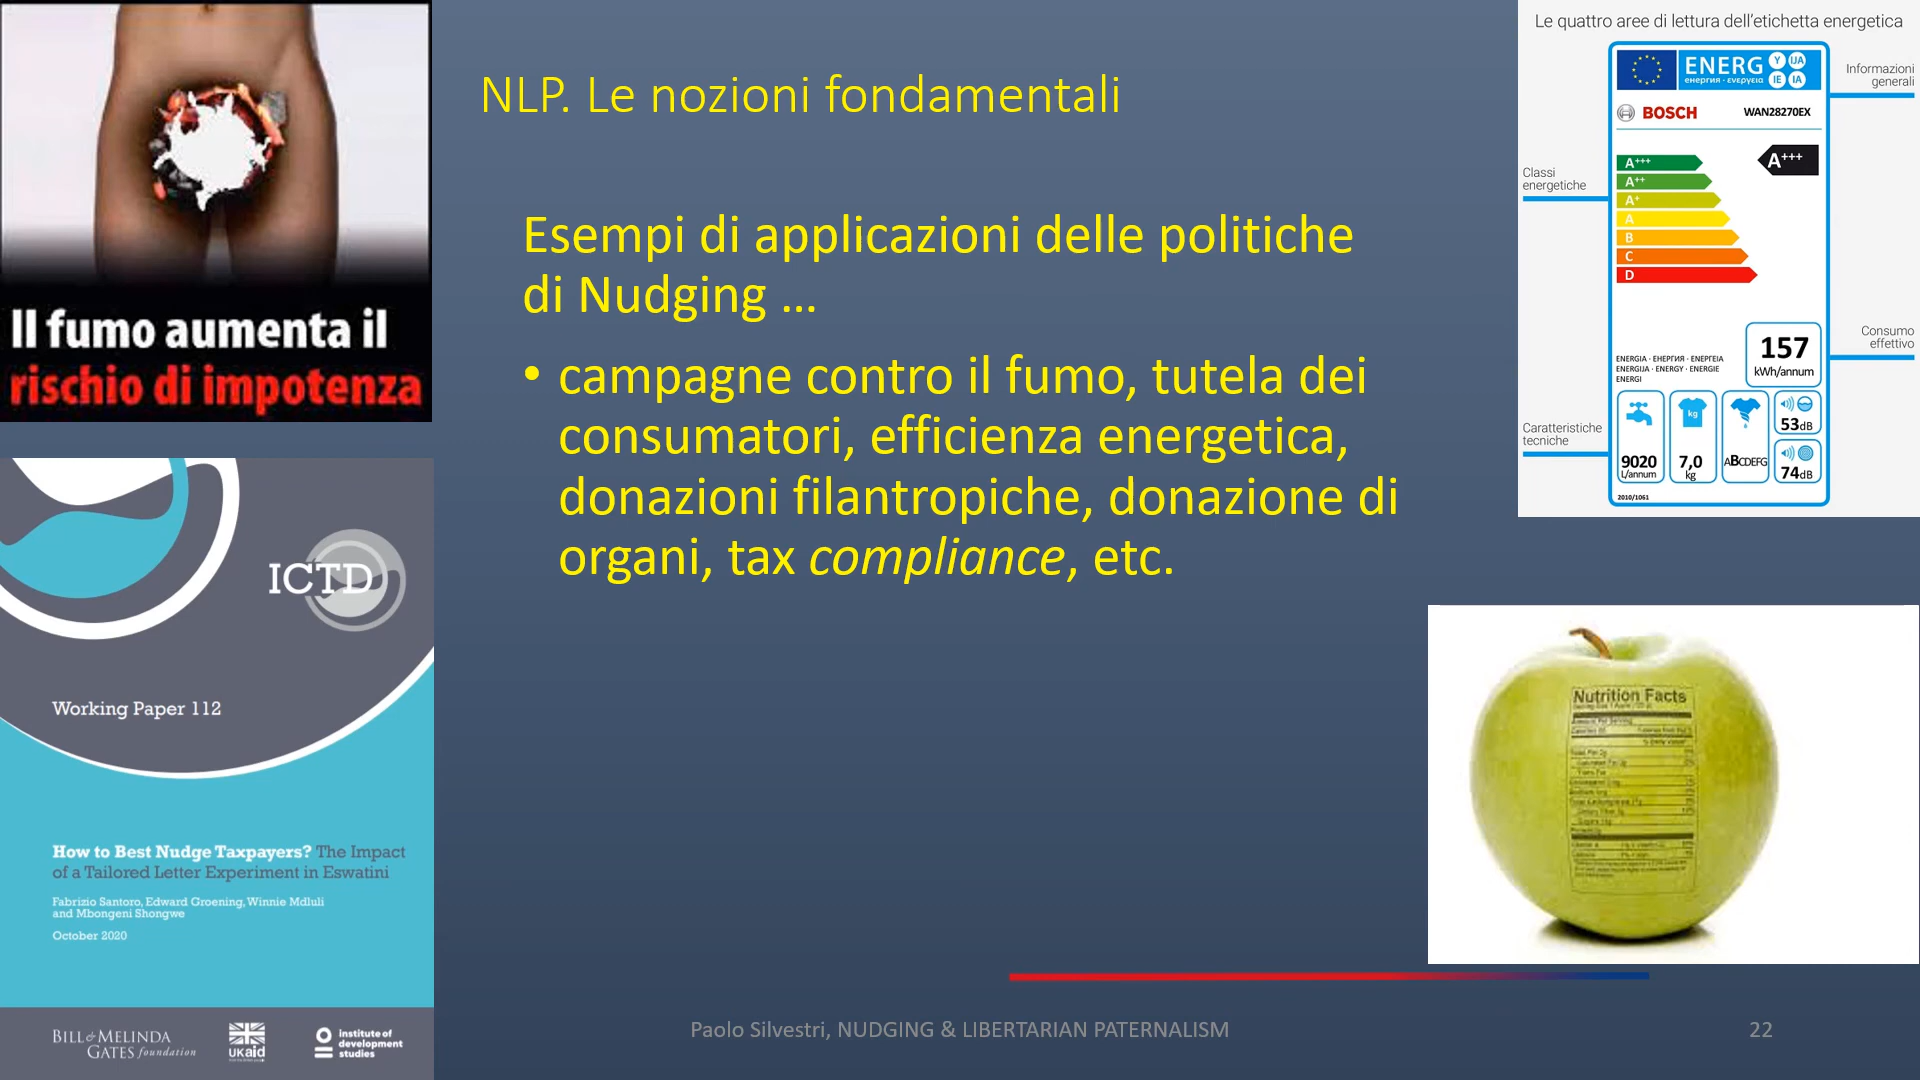 Il fumo aumenta il
rischio di impotenza
NLP. Le nozioni fondamentali
Esempi di applicazioni delle politiche
di Nudging ...
• campagne contro il fumo, tutela dei
consumatori, efficienza energetica,
donazioni filantropiche, donazione di
organi, tax compliance, etc.
Le quattro aree di lettura dell'etichetta energetica
ENERG
енергия · ενεργεια
Y IJA
IE IA
Informazioni
generali
BOSCH WAN28270EX
Classi
energetiche
A+++
A+++
A++
A+
A
B
C
D
Consumo
effettivo
ENERGIA · ЕНЕРГИЯ · ΕΝΕΡΓΕΙΑ
ENERGIJA · ENERGY · ENERGIE
ENERGI
157
kWh/annum
Caratteristiche
tecniche
9020
L/annum
kg
7,0
kg
ABCDEFG
53dB
74dB
2010/1061
ICTD
Working Paper 112
How to Best Nudge Taxpayers? The Impact
of a Tailored Letter Experiment in Eswatini
Fabrizio Santoro, Edward Groening, Winnie Mdluli
and Mbongeni Shongwe
October 2020
BILL & MELINDA
GATES foundation
UKaid
institute of
development
studies
Nutrition Facts
Paolo Silvestri, NUDGING & LIBERTARIAN PATERNALISM
22